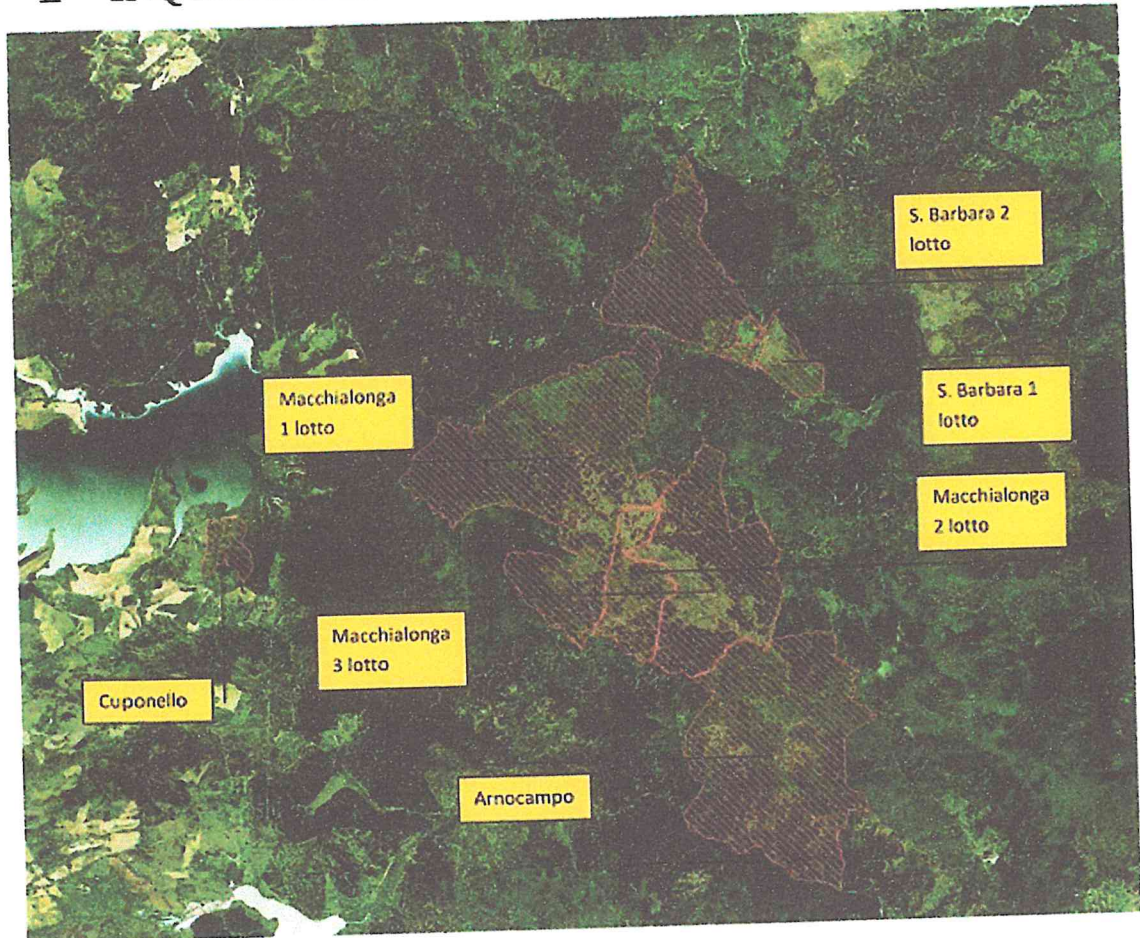 S. Barbara 2
lotto
Macchialonga
1 lotto
S. Barbara 1
lotto
Macchialonga
2 lotto
Macchialonga
3 lotto
Cuponello
Arnocampo